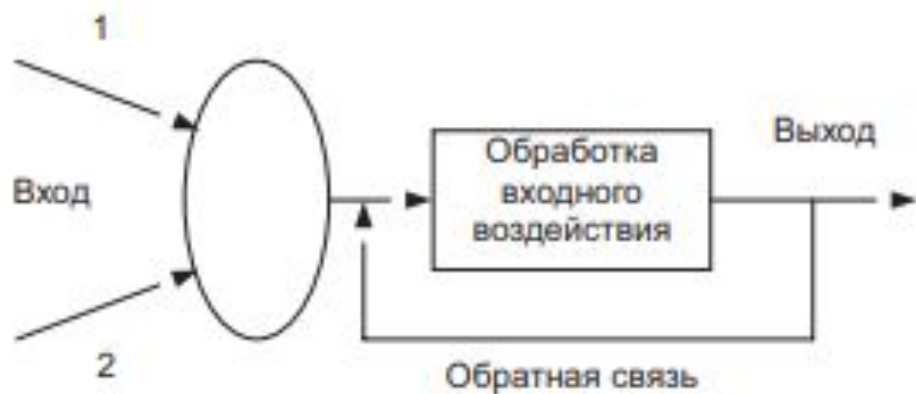 1
Вход
2
Обработка
входного
воздействия
Выход
Обратная связь